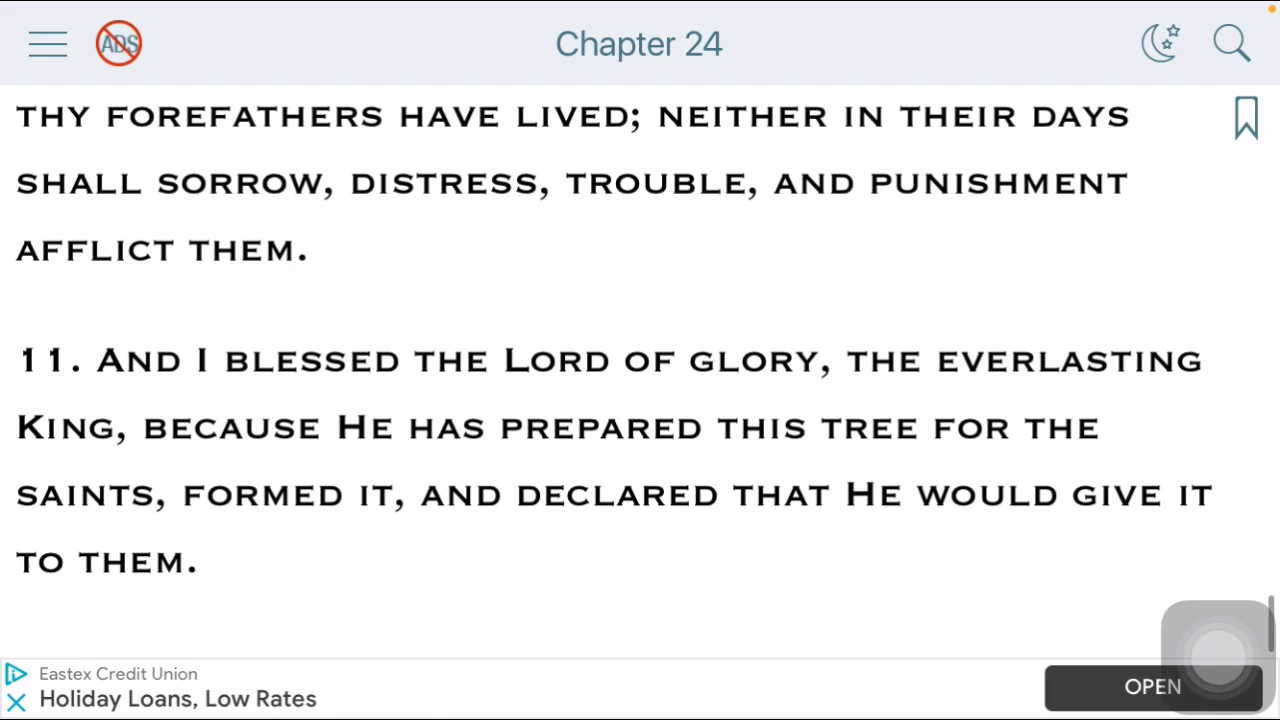 ADS
Chapter 24
THY FOREFATHERS HAVE LIVED; NEITHER IN THEIR DAYS
SHALL SORROW, DISTRESS, TROUBLE, AND PUNISHMENT
AFFLICT THEM.
11. AND I BLESSED THE LORD OF GLORY, THE EVERLASTING
KING, BECAUSE HE HAS PREPARED THIS TREE FOR THE
SAINTS, FORMED IT, AND DECLARED THAT HE WOULD GIVE IT
TO THEM.
Eastex Credit Union
Holiday Loans, Low Rates
OPEN